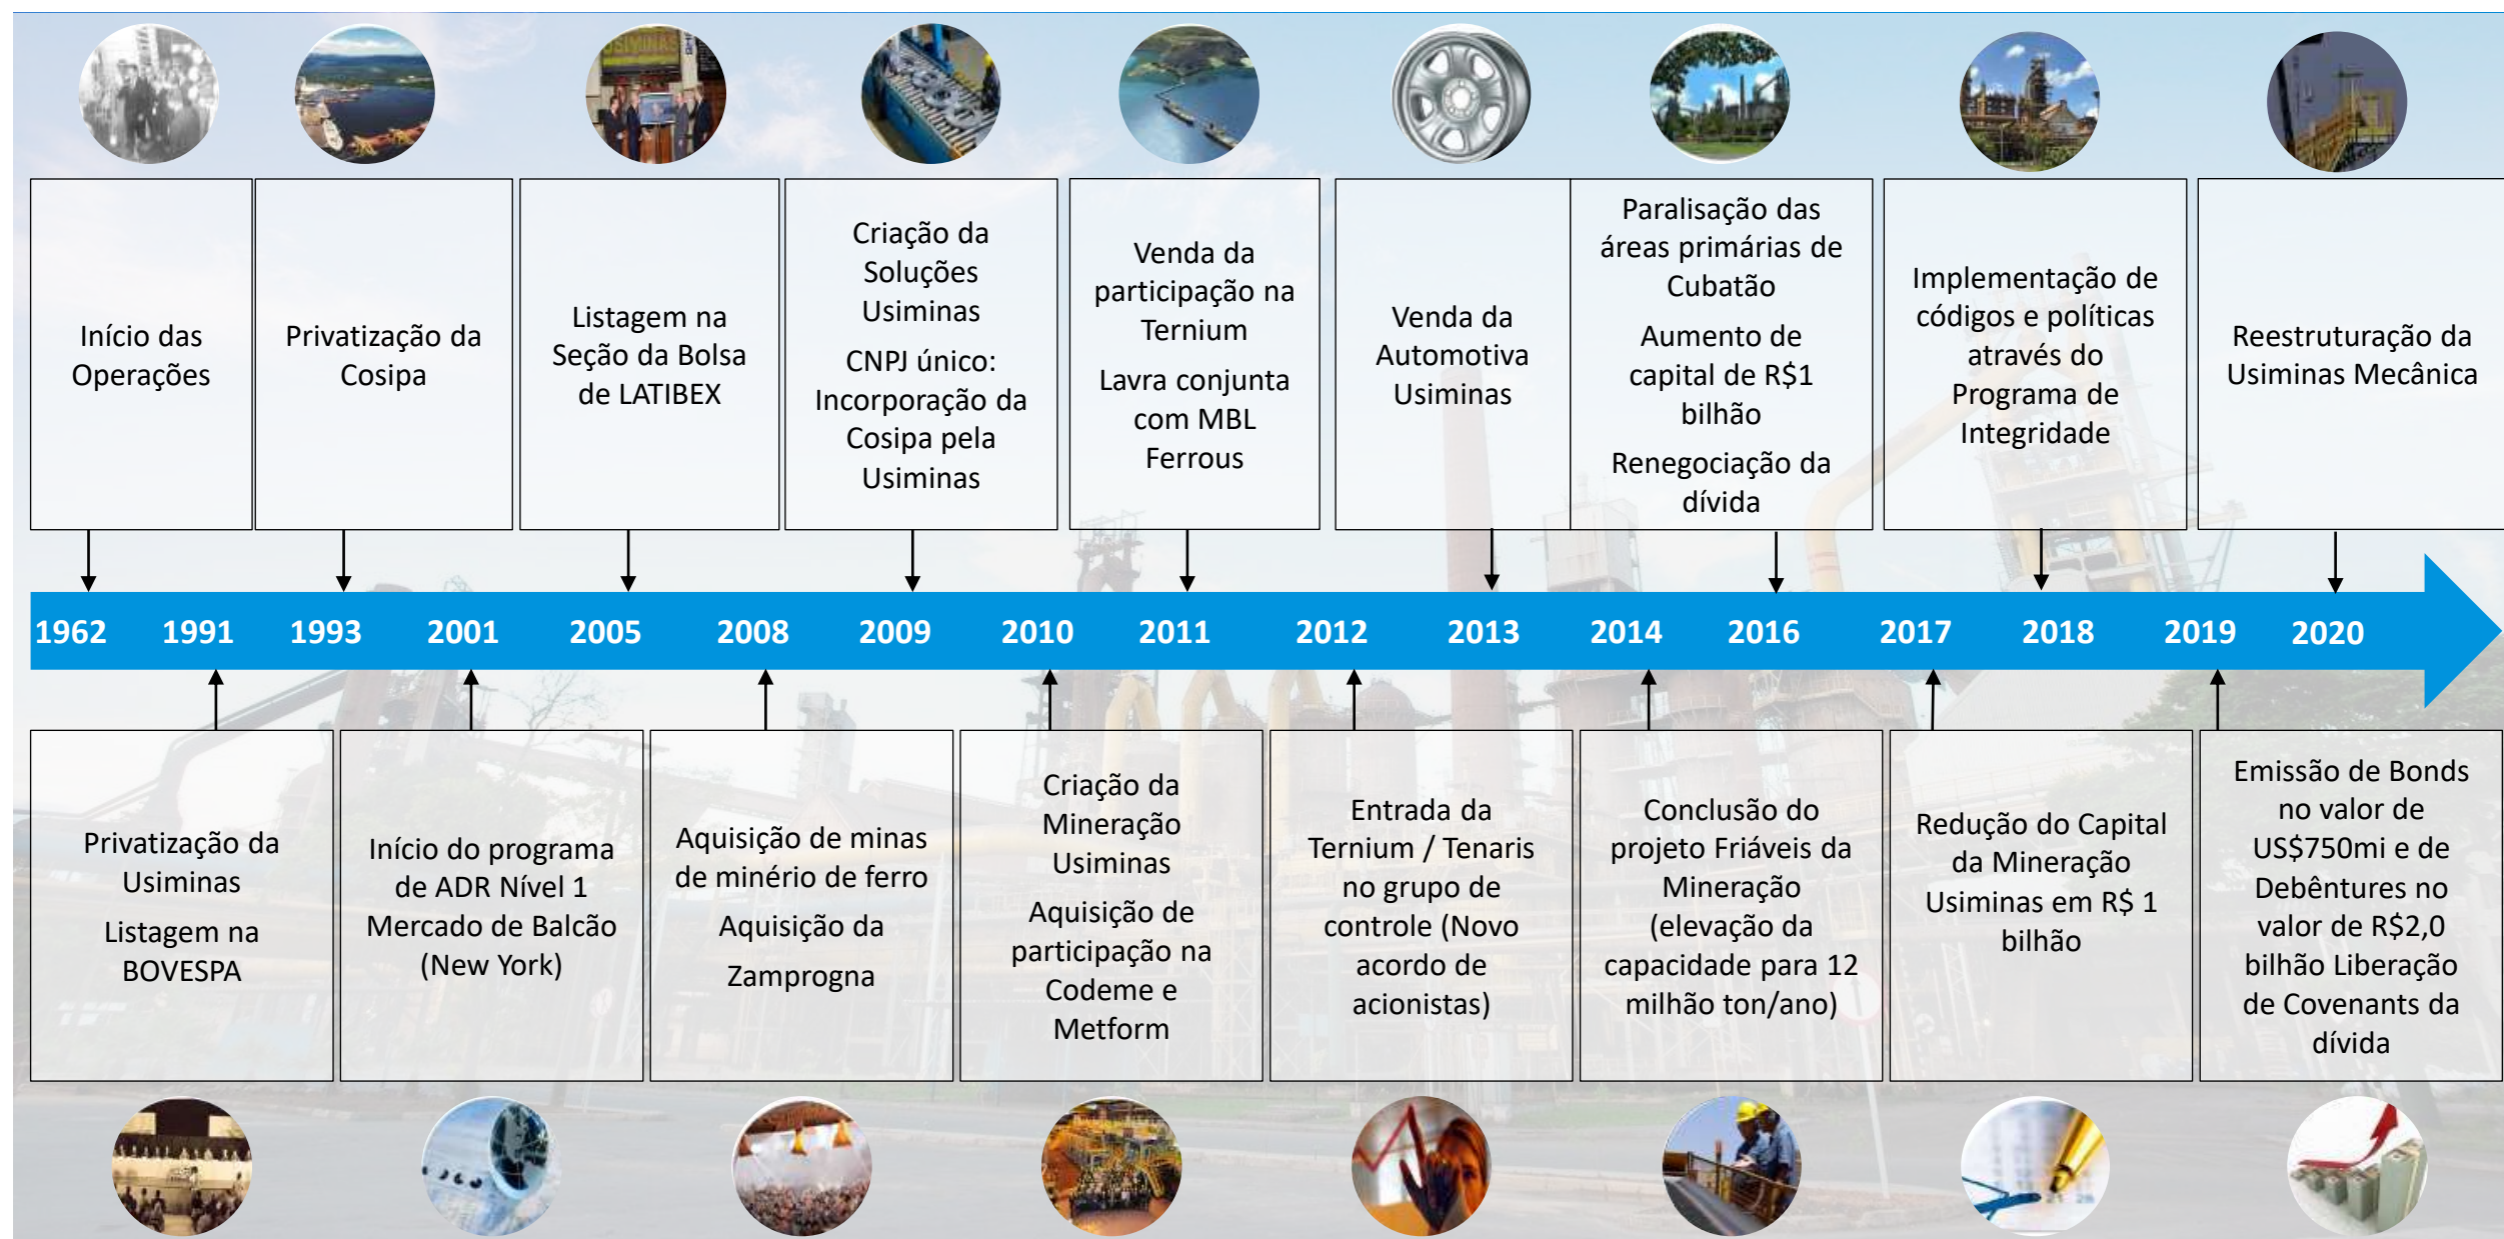 Início das
Operações
Privatização da
Cosipa
Listagem na
Seção da Bolsa
de LATIBEX
Criação da
Soluções
Usiminas
CNPJ único:
Incorporação da
Cosipa pela
Usiminas
Venda da
participação na
Ternium
Lavra conjunta
com MBL
Ferrous
Venda da
Automotiva
Usiminas
Paralisação das
áreas primárias de
Cubatão
Aumento de
capital de R$1
bilhão
Renegociação da
dívida
Implementação de
códigos e políticas
através do
Programa de
Integridade
Reestruturação da
Usiminas Mecânica
1962 1991 1993 2001 2005 2008 2009 2010 2011 2012 2013 2014 2016 2017 2018 2019 2020
Privatização da
Usiminas
Listagem na
BOVESPA
Início do programa
de ADR Nível 1
Mercado de Balcão
(New York)
Aquisição de minas
de minério de ferro
Aquisição da
Zamprogna
Criação da
Mineração
Usiminas
Aquisição de
participação na
Codeme e
Metform
Entrada da
Ternium / Tenaris
no grupo de
controle (Novo
acordo de
acionistas)
Conclusão do
projeto Friáveis da
Mineração
(elevação da
capacidade para 12
milhão ton/ano)
Redução do Capital
da Mineração
Usiminas em R$ 1
bilhão
Emissão de Bonds
no valor de
US$750mi e de
Debêntures no
valor de R$2,0
bilhão Liberação
de Covenants da
dívida
USIMINAS